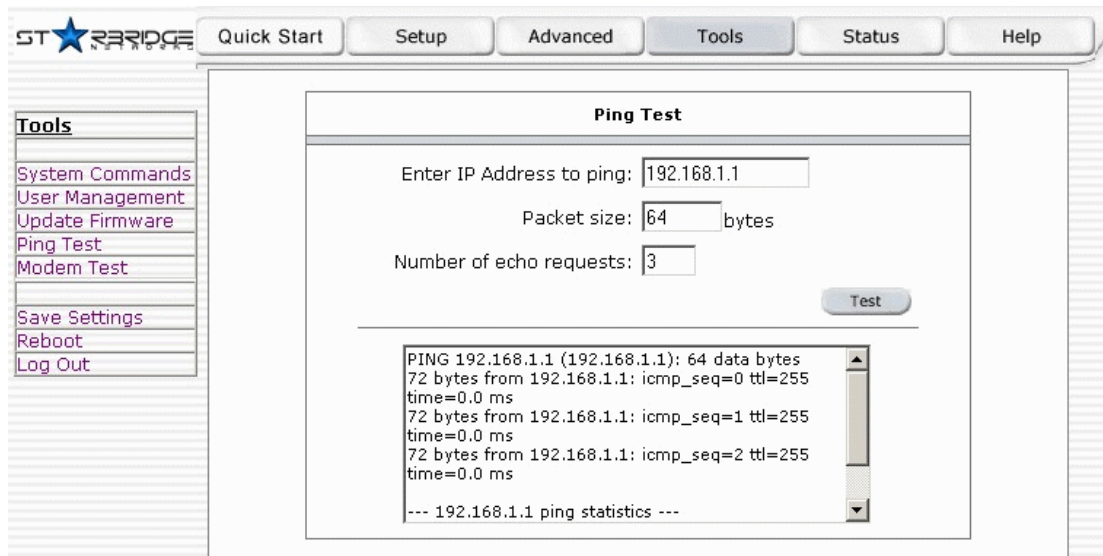 STARBRIDGE
NETWORKS
Quick Start
Setup
Advanced
Tools
Status
Help
Tools
System Commands
User Management
Update Firmware
Ping Test
Modem Test
Save Settings
Reboot
Log Out
Ping Test
Enter IP Address to ping: 192.168.1.1
Packet size: 64 bytes
Number of echo requests: 3
Test
PING 192.168.1.1 (192.168.1.1): 64 data bytes
72 bytes from 192.168.1.1: icmp_seq=0 ttl=255
time=0.0 ms
72 bytes from 192.168.1.1: icmp_seq=1 ttl=255
time=0.0 ms
72 bytes from 192.168.1.1: icmp_seq=2 ttl=255
time=0.0 ms
--- 192.168.1.1 ping statistics ---